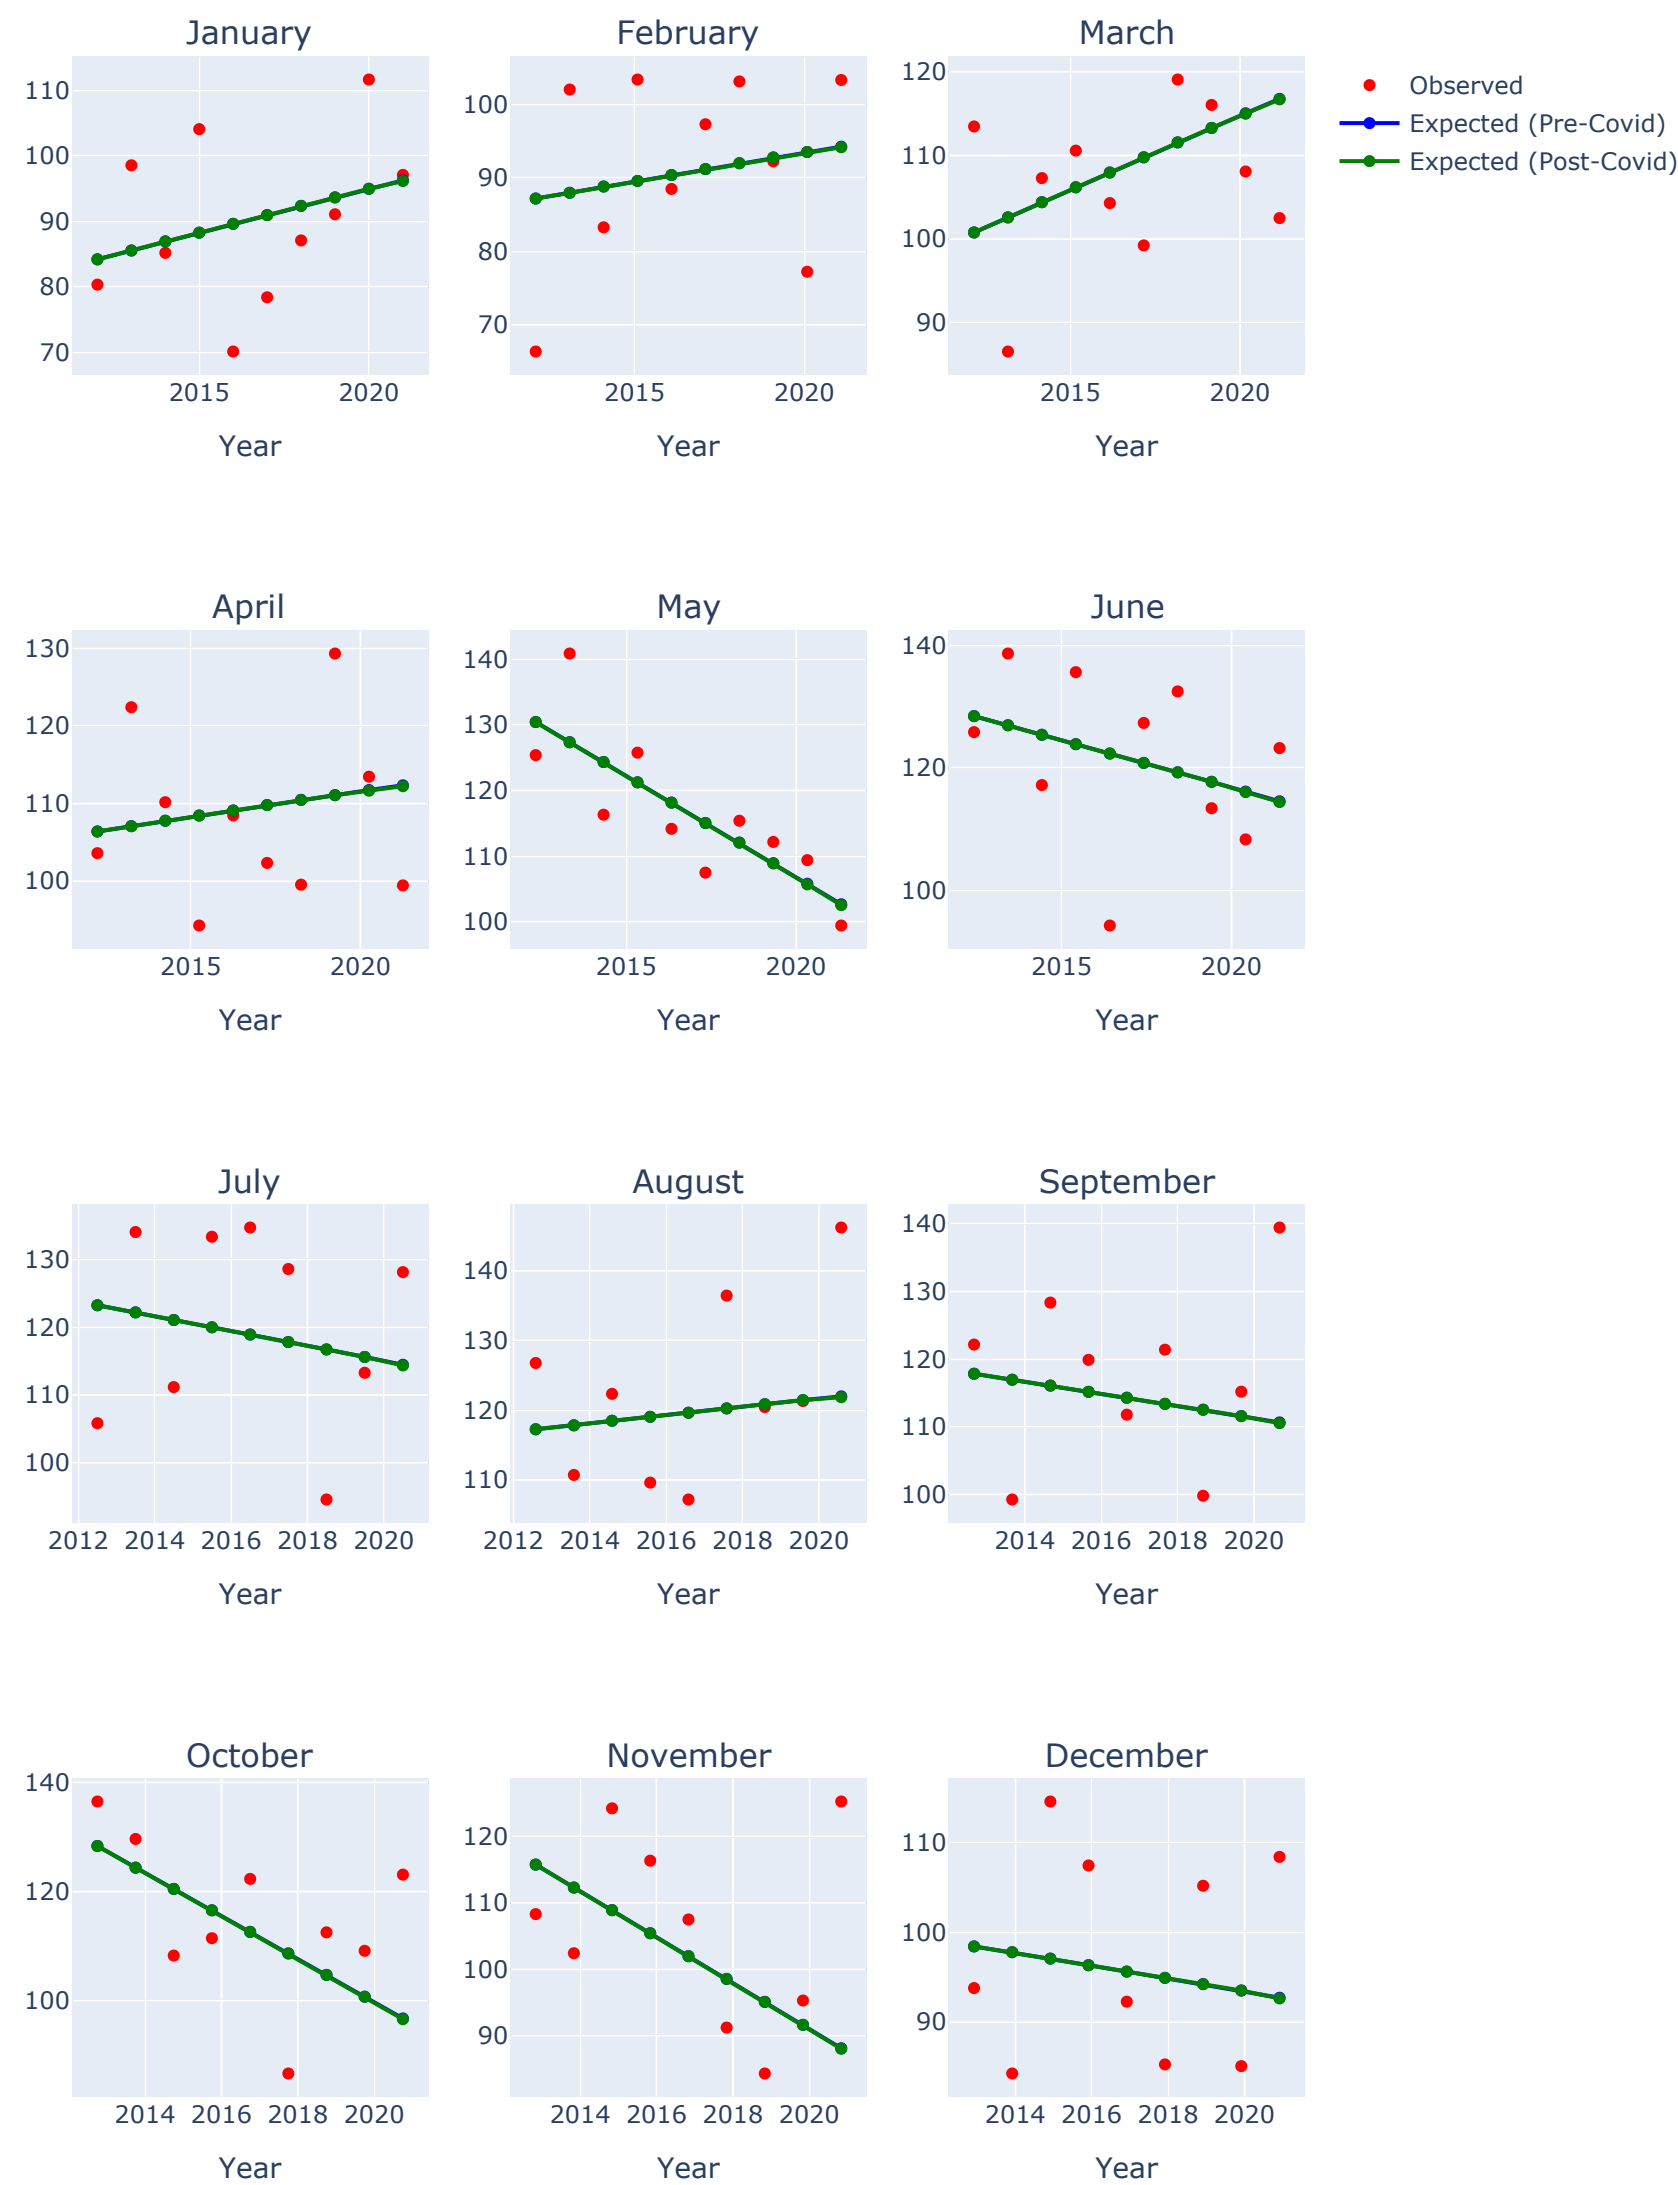 January
February
March
110
100
90
80
70
2015
2020
Year
100
90
80
70
2015
2020
Year
120
110
100
90
2015
2020
Year
Observed
Expected (Pre-Covid)
Expected (Post-Covid)
April
May
June
130
120
110
100
2015
2020
Year
140
130
120
110
100
2015
2020
Year
140
120
100
2015
2020
Year
July
August
September
130
120
110
100
2012 2014 2016 2018 2020
Year
140
130
120
110
2012 2014 2016 2018 2020
Year
140
130
120
110
100
2014 2016 2018 2020
Year
October
November
December
140
120
100
2014 2016 2018 2020
Year
120
110
100
90
2014 2016 2018 2020
Year
110
100
90
2014 2016 2018 2020
Year